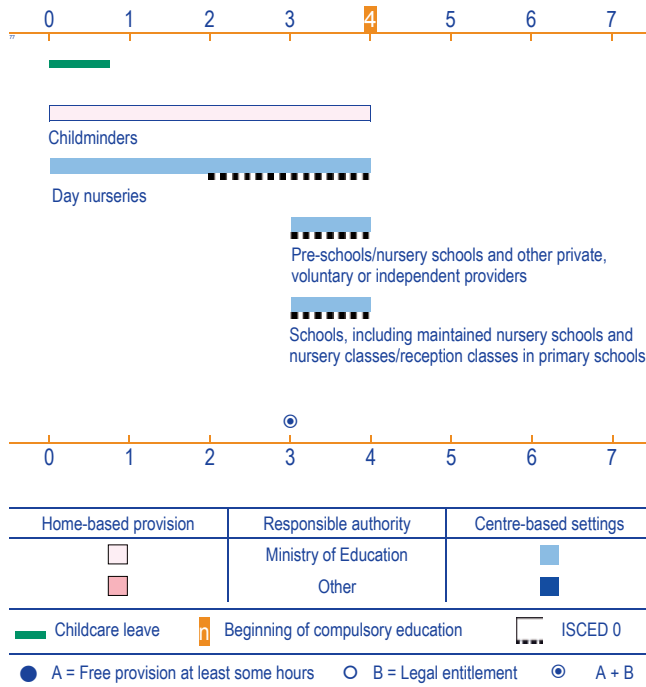 0 1 2 3 4 5 6 7
Childminders
Day nurseries
Pre-schools/nursery schools and other private,
voluntary or independent providers
Schools, including maintained nursery schools and
nursery classes/reception classes in primary schools
0 1 2 3 4 5 6 7
Home-based provision Responsible authority Centre-based settings
Ministry of Education
Other
Childcare leave n Beginning of compulsory education ISCED 0
A = Free provision at least some hours B = Legal entitlement A + B